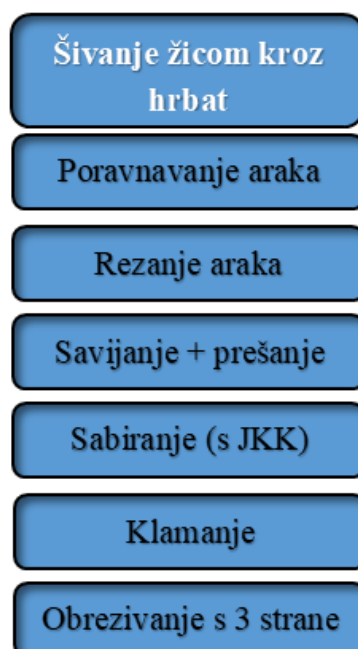 Šivanje žicom kroz
hrbat
Poravnavanje araka
Rezanje araka
Savijanje + prešanje
Sabiranje (s JKK)
Klamanje
Obrezivanje s 3 strane